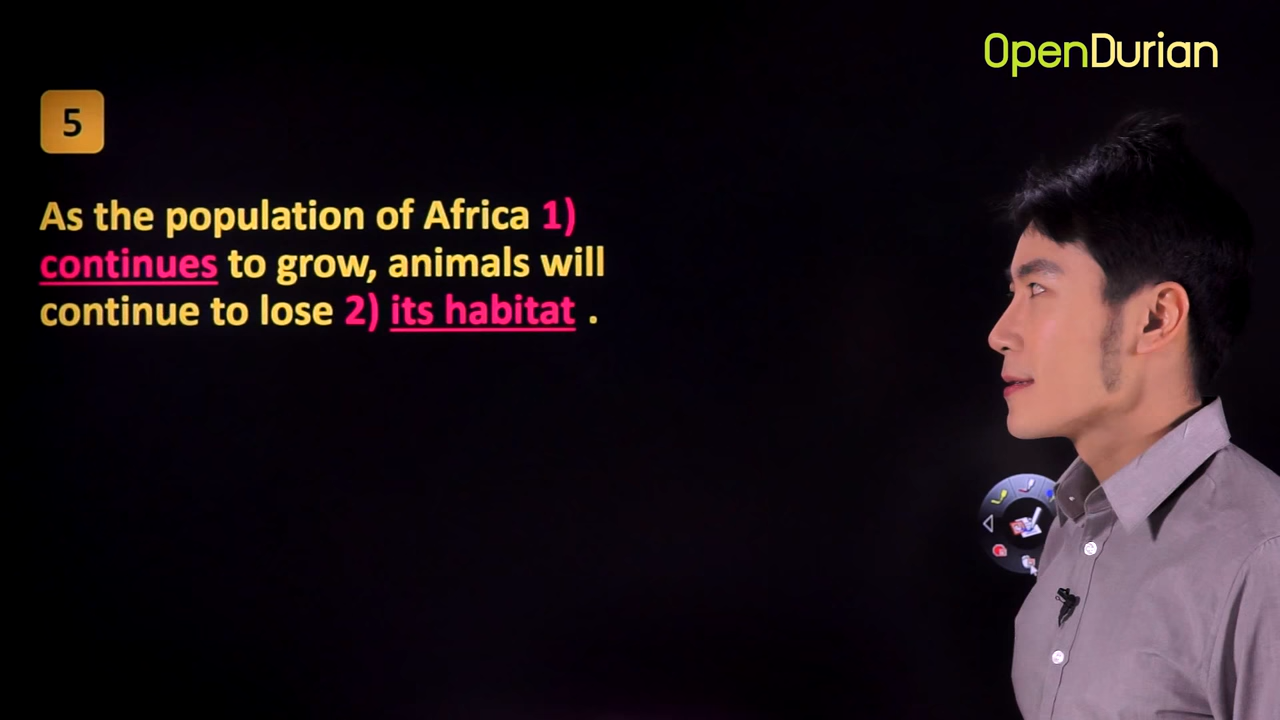 OpenDurian
5
As the population of Africa 1)
continues to grow, animals will
continue to lose 2) its habitat .